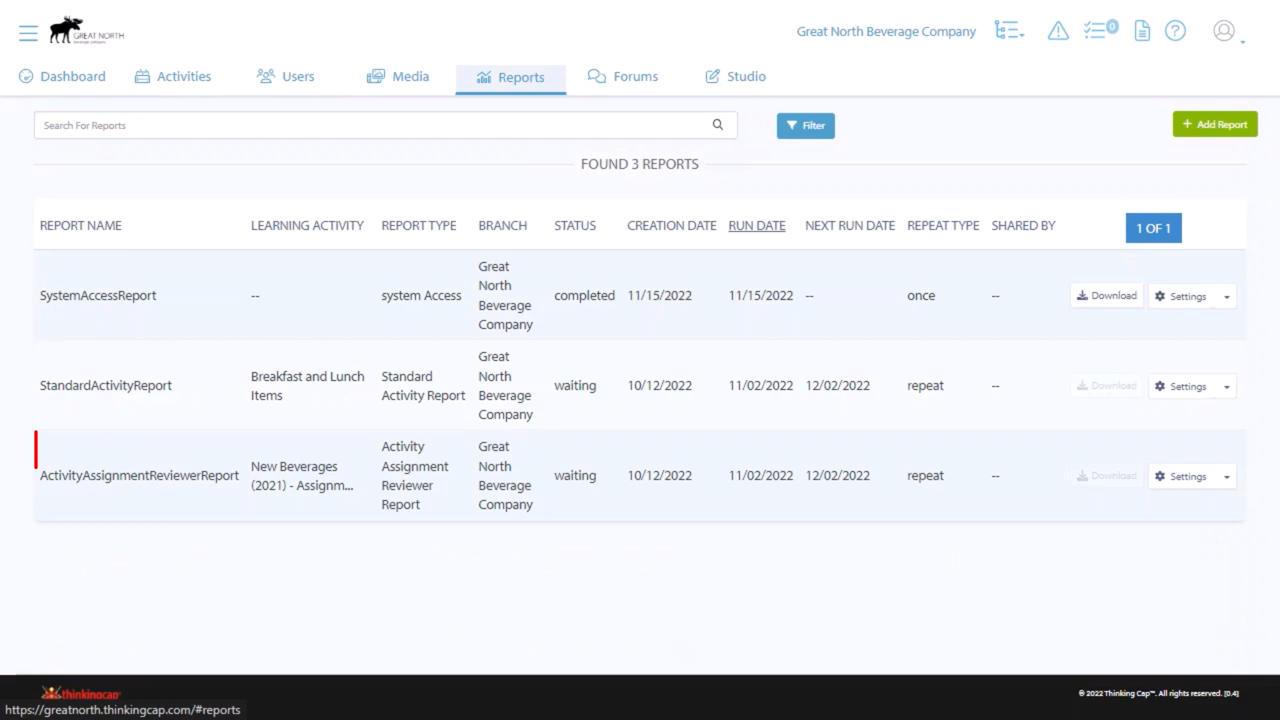 GREAT NORTH
beverage company
Great North Beverage Company
0
Dashboard
Activities
Users
Media
Reports
Forums
Studio
Search For Reports
Filter
+ Add Report
FOUND 3 REPORTS
REPORT NAME LEARNING ACTIVITY REPORT TYPE BRANCH STATUS CREATION DATE RUN DATE NEXT RUN DATE REPEAT TYPE SHARED BY 1 OF 1
SystemAccessReport
--
system Access
Great
North
Beverage
Company
completed
11/15/2022
11/15/2022
--
once
--
Download
Settings
StandardActivityReport
Breakfast and Lunch
Items
Standard
Activity Report
Great
North
Beverage
Company
waiting
10/12/2022
11/02/2022
12/02/2022
repeat
--
Download
Settings
ActivityAssignmentReviewerReport
New Beverages
(2021) - Assignm...
Activity
Assignment
Reviewer
Report
Great
North
Beverage
Company
waiting
10/12/2022
11/02/2022
12/02/2022
repeat
--
Download
Settings
thinkingcap
© 2022 Thinking Cap™. All rights reserved. [0.4]
https://greatnorth.thinkingcap.com/#reports